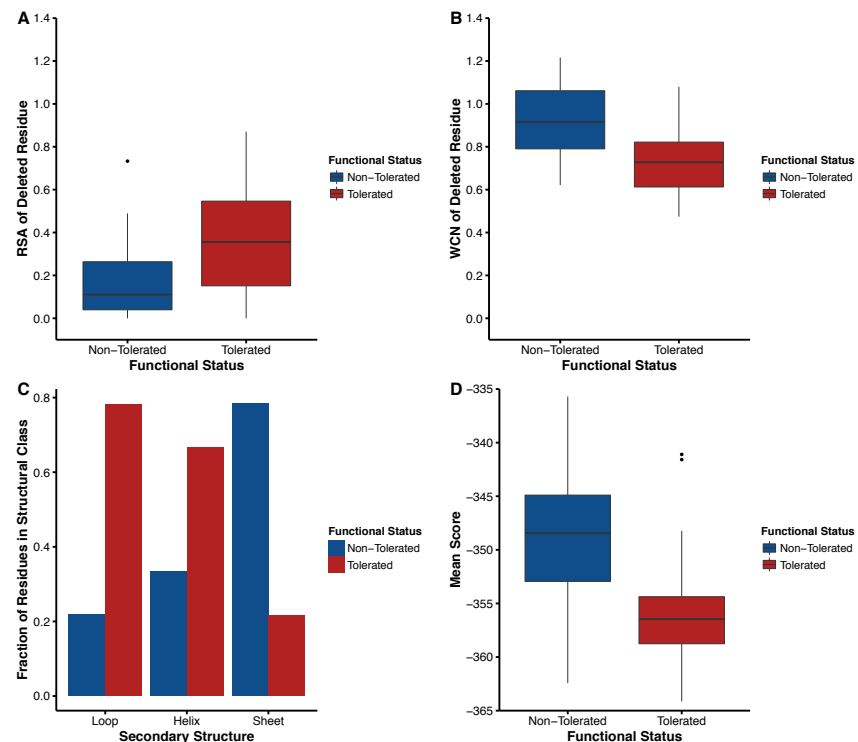 A
RSA of Deleted Residue
1.4
1.2
1.0
0.8
0.6
0.4
0.2
0.0
Non−Tolerated
Tolerated
Functional Status
Functional Status
Non−Tolerated
Tolerated
B
WCN of Deleted Residue
1.4
1.2
1.0
0.8
0.6
0.4
0.2
0.0
Non−Tolerated
Tolerated
Functional Status
Functional Status
Non−Tolerated
Tolerated
C
Fraction of Residues in Structural Class
0.8
0.6
0.4
0.2
0.0
Loop
Helix
Sheet
Secondary Structure
Functional Status
Non−Tolerated
Tolerated
D
Mean Score
−335
−340
−345
−350
−355
−360
−365
Non−Tolerated
Tolerated
Functional Status
Functional Status
Non−Tolerated
Tolerated